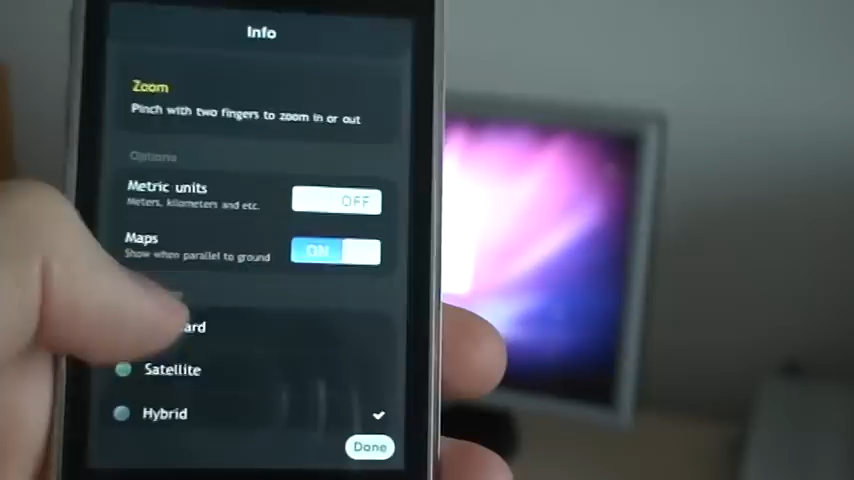 Info
Zoom
Pinch with two fingers to zoom in or out
Options
Metric units
OFF
Meters, kilometers and etc.
Maps
ON
Show when parallel to ground
ard
Satellite
Hybrid
Done